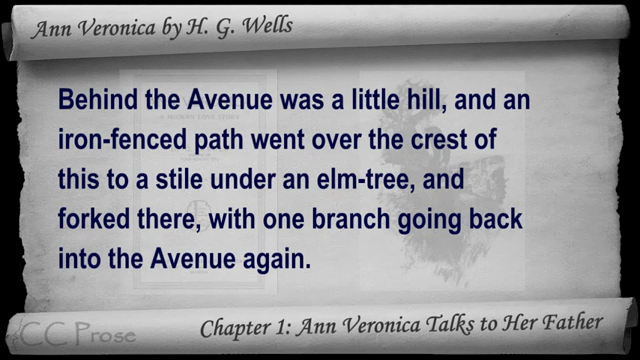 Ann Veronica by H. G. Wells
Behind the Avenue was a little hill, and an
iron-fenced path went over the crest of
this to a stile under an elm-tree, and
forked there, with one branch going back
into the Avenue again.
CC Prose
Chapter 1: Ann Veronica Talks to Her Father